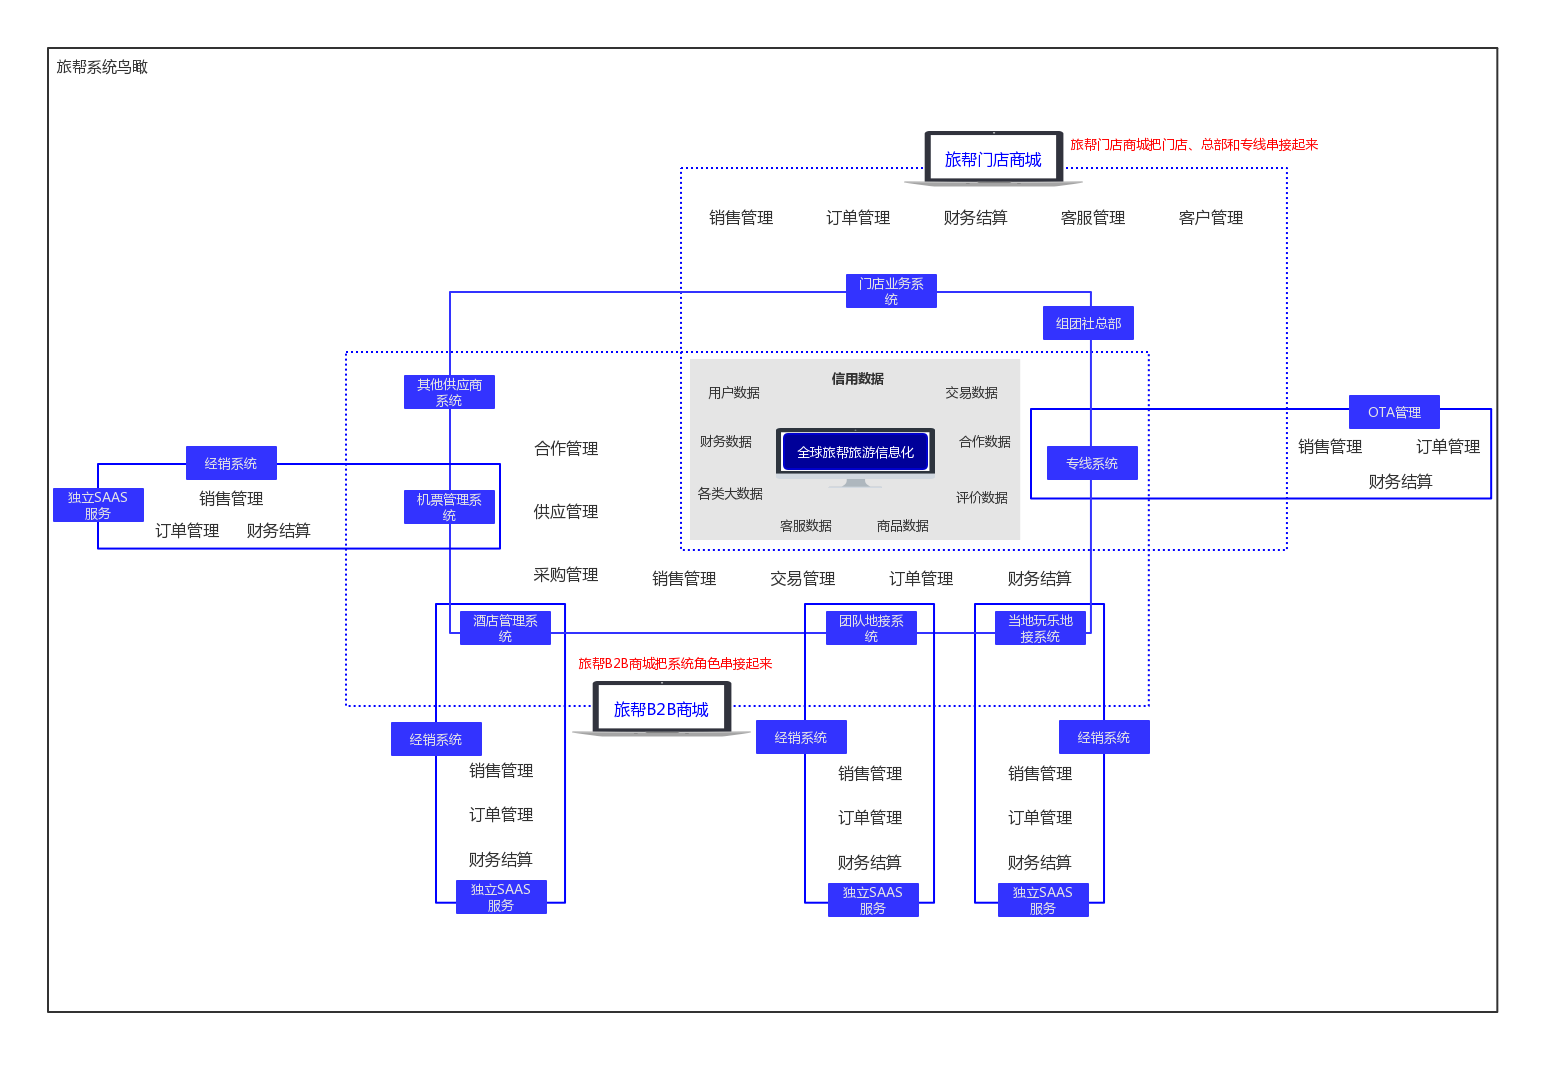 旅帮系统鸟瞰
旅帮门店商城
旅帮门店商城把门店、总部和专线串接起来
销售管理
订单管理
财务结算
客服管理
客户管理
门店业务系
统
组团社总部
其他供应商
系统
信用数据
用户数据
交易数据
财务数据
全球旅帮旅游信息化
合作数据
各类大数据
评价数据
客服数据
商品数据
OTA管理
销售管理
订单管理
财务结算
专线系统
经销系统
独立SAAS
服务
销售管理
订单管理
财务结算
机票管理系
统
合作管理
供应管理
采购管理
销售管理
交易管理
订单管理
财务结算
酒店管理系
统
团队地接系
统
当地玩乐地
接系统
旅帮B2B商城把系统角色串接起来
旅帮B2B商城
经销系统
销售管理
订单管理
财务结算
独立SAAS
服务
经销系统
销售管理
订单管理
财务结算
独立SAAS
服务
经销系统
销售管理
订单管理
财务结算
独立SAAS
服务